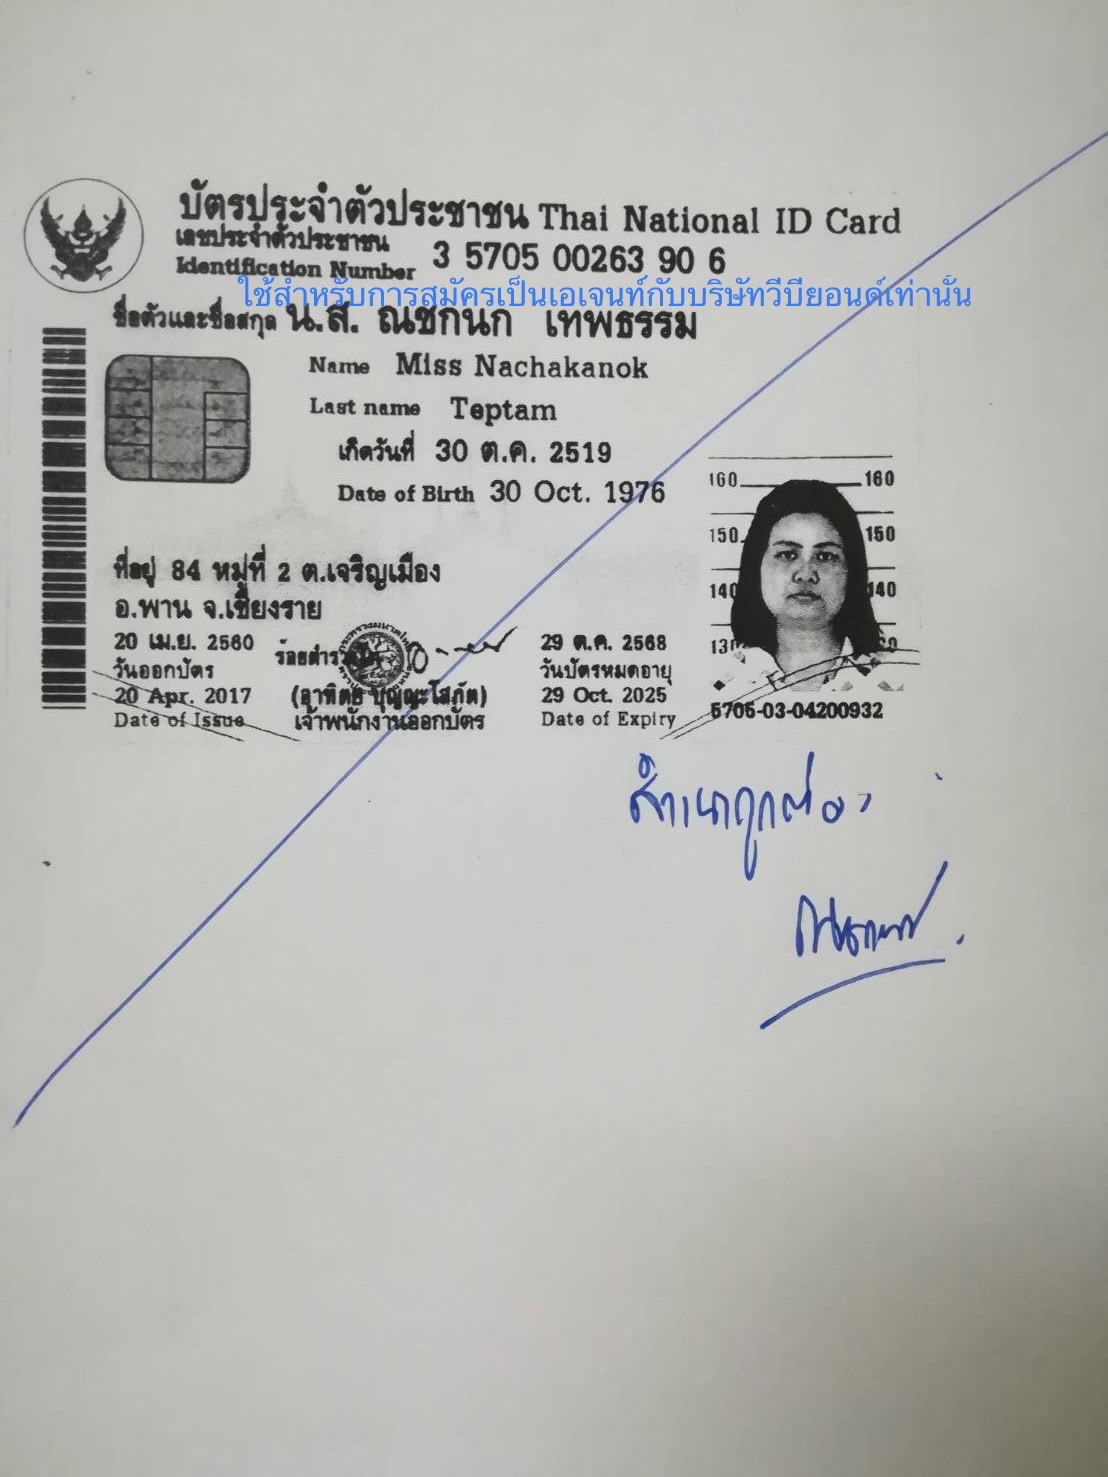 บัตรประจำตัวประชาชน Thai National ID Card
เลขประจำตัวประชาชน
Identification Number 3 5705 00263 90 6
ใช้สำหรับการสมัครเป็นเอเจนท์กับบริษัทวีบียอนด์เท่านั้น
ชื่อตัวและชื่อสกุล น.ส. ณชกนก เทพธรรม
Name Miss Nachakanok
Last name Teptam
เกิดวันที่ 30 ต.ค. 2519
Date of Birth 30 Oct. 1976
160 160
150 150
140 140
ที่อยู่ 84 หมู่ที่ 2 ต.เจริญเมือง
อ.พาน จ.เชียงราย
20 เม.ย. 2560
วันออกบัตร
20 Apr. 2017
Date of Issue
ร้อยตำรวจโท
(อาทิตย์ บุญญะโสภัต)
เจ้าพนักงานออกบัตร
29 ต.ค. 2568
วันบัตรหมดอายุ
29 Oct. 2025
Date of Expiry
5705-03-04200932
สำเนาถูกต้อง